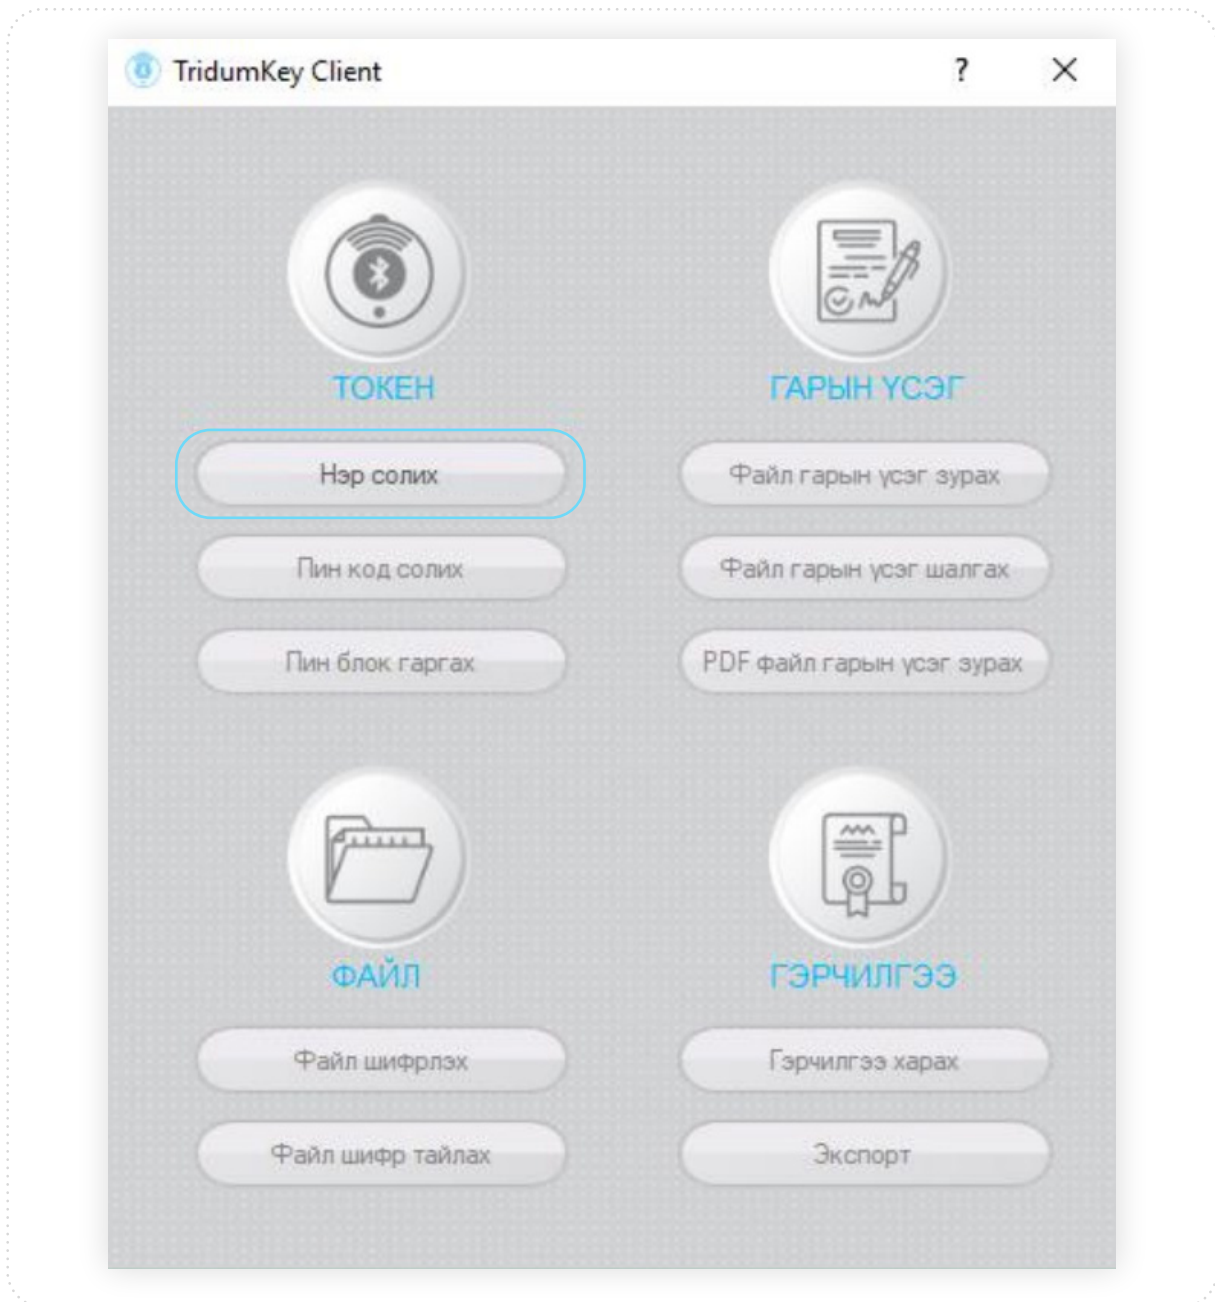 TridumKey Client
?
ТОКЕН
Нэр солих
Пин код солих
Пин блок гаргах
ГАРЫН ҮСЭГ
Файл гарын үсэг зурах
Файл гарын үсэг шалгах
PDF файл гарын үсэг зурах
ФАЙЛ
Файл шифрлэх
Файл шифр тайлах
ГЭРЧИЛГЭЭ
Гэрчилгээ харах
Экспорт